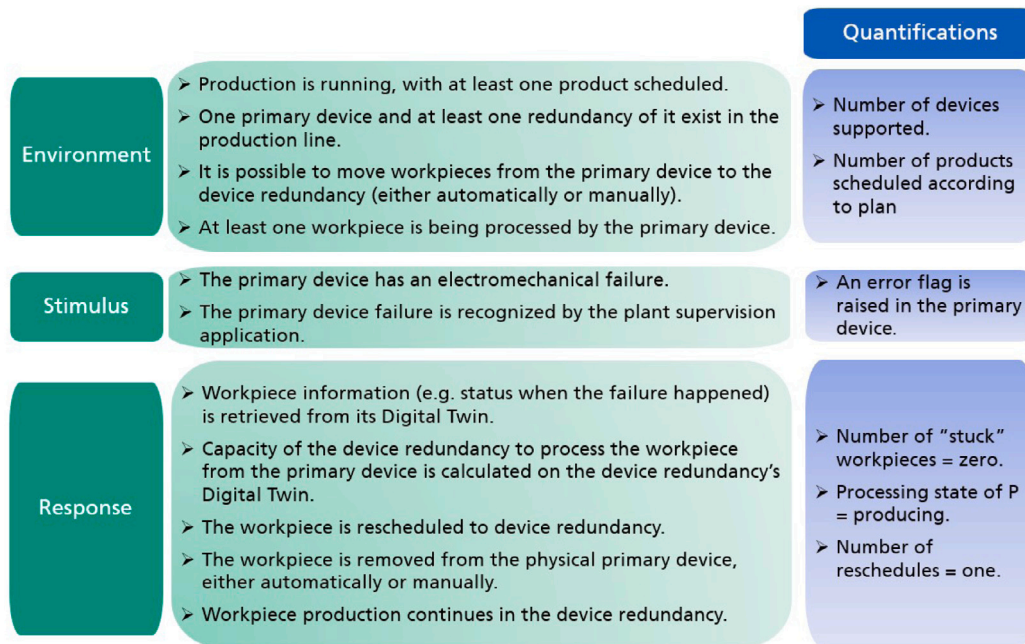 Quantifications
Environment
➤ Production is running, with at least one product scheduled.
➤ One primary device and at least one redundancy of it exist in the
production line.
➤ It is possible to move workpieces from the primary device to the
device redundancy (either automatically or manually).
➤ At least one workpiece is being processed by the primary device.
➤ Number of devices
supported.
➤ Number of products
scheduled according
to plan
Stimulus
➤ The primary device has an electromechanical failure.
➤ The primary device failure is recognized by the plant supervision
application.
➤ An error flag is
raised in the primary
device.
Response
➤ Workpiece information (e.g. status when the failure happened)
is retrieved from its Digital Twin.
➤ Capacity of the device redundancy to process the workpiece
from the primary device is calculated on the device redundancy’s
Digital Twin.
➤ The workpiece is rescheduled to device redundancy.
➤ The workpiece is removed from the physical primary device,
either automatically or manually.
➤ Workpiece production continues in the device redundancy.
➤ Number of “stuck”
workpieces = zero.
➤ Processing state of P
= producing.
➤ Number of
reschedules = one.